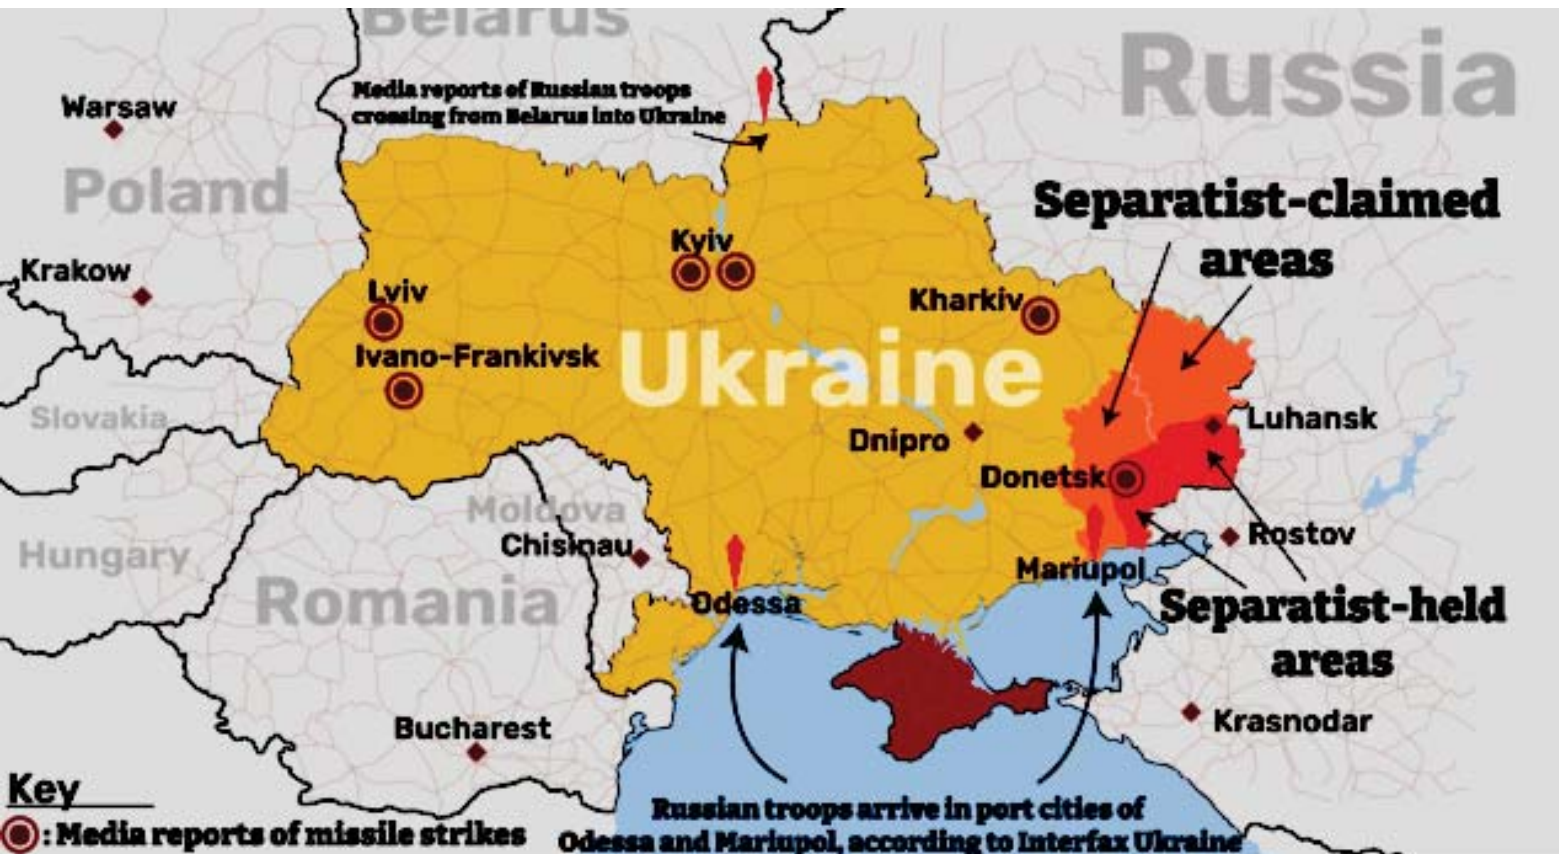 Belarus
Russia
Warsaw
Media reports of Russian troops
crossing from Belarus into Ukraine
Poland
Separatist-claimed
areas
Krakow
Kyiv
Lviv
Kharkiv
Ivano-Frankivsk
Ukraine
Slovakia
Dnipro
Luhansk
Donetsk
Moldova
Chisinau
Hungary
Rostov
Mariupol
Romania
Odessa
Separatist-held
areas
Bucharest
Krasnodar
Key
: Media reports of missile strikes
Russian troops arrive in port cities of
Odessa and Mariupol, according to Interfax Ukraine